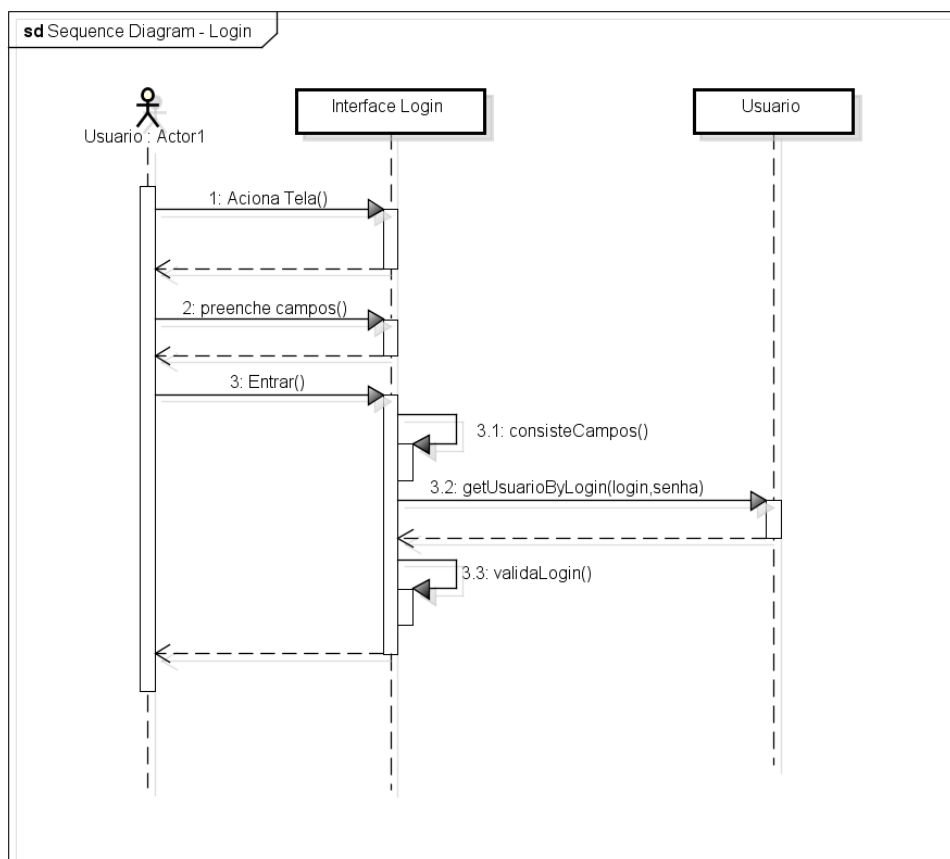 sd Sequence Diagram - Login
Usuario : Actor1
Interface Login
Usuario
1: Aciona Tela()
2: preenche campos()
3: Entrar()
3.1: consisteCampos()
3.2: getUsuarioByLogin(login,senha)
3.3: validaLogin()